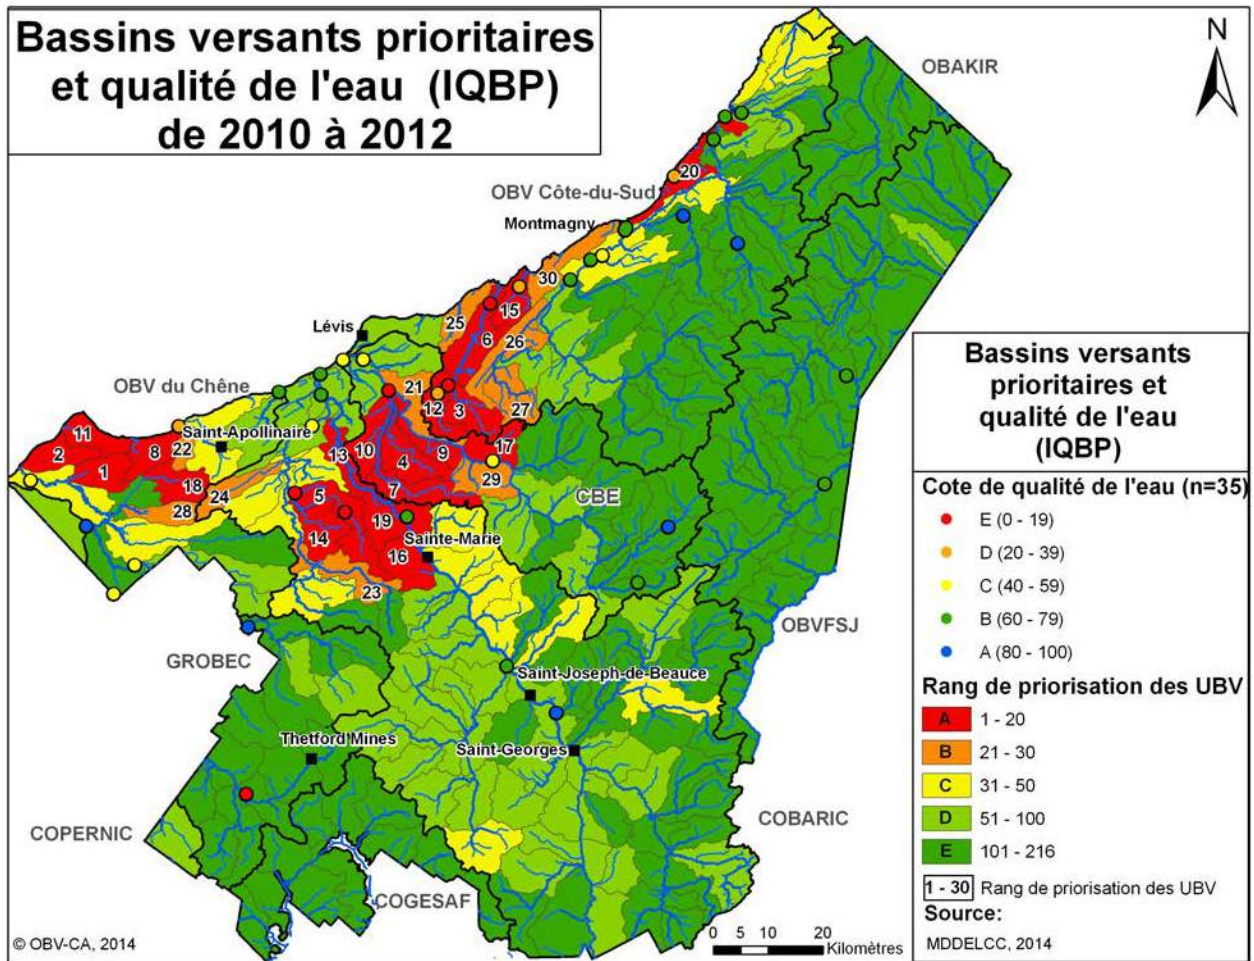 Bassins versants prioritaires
et qualité de l'eau (IQBP)
de 2010 à 2012
N
OBAKIR
OBV Côte-du-Sud
20
Montmagny
30
25
15
6
26
Lévis
OBV du Chêne
21
12
3
27
11
Saint-Apollinaire
2
8
22
1
13
10
9
17
4
18
24
7
29
5
28
19
CBE
14
Sainte-Marie
16
23
OBVFSJ
GROBEC
Saint-Joseph-de-Beauce
Thetford Mines
Saint-Georges
COPERNIC
COBARIC
COGESAF
© OBV-CA, 2014
0 5 10 20
Kilomètres
Bassins versants
prioritaires et
qualité de l'eau
(IQBP)
Cote de qualité de l'eau (n=35)
E (0 - 19)
D (20 - 39)
C (40 - 59)
B (60 - 79)
A (80 - 100)
Rang de priorisation des UBV
A 1 - 20
B 21 - 30
C 31 - 50
D 51 - 100
E 101 - 216
1 - 30 Rang de priorisation des UBV
Source:
MDDELCC, 2014